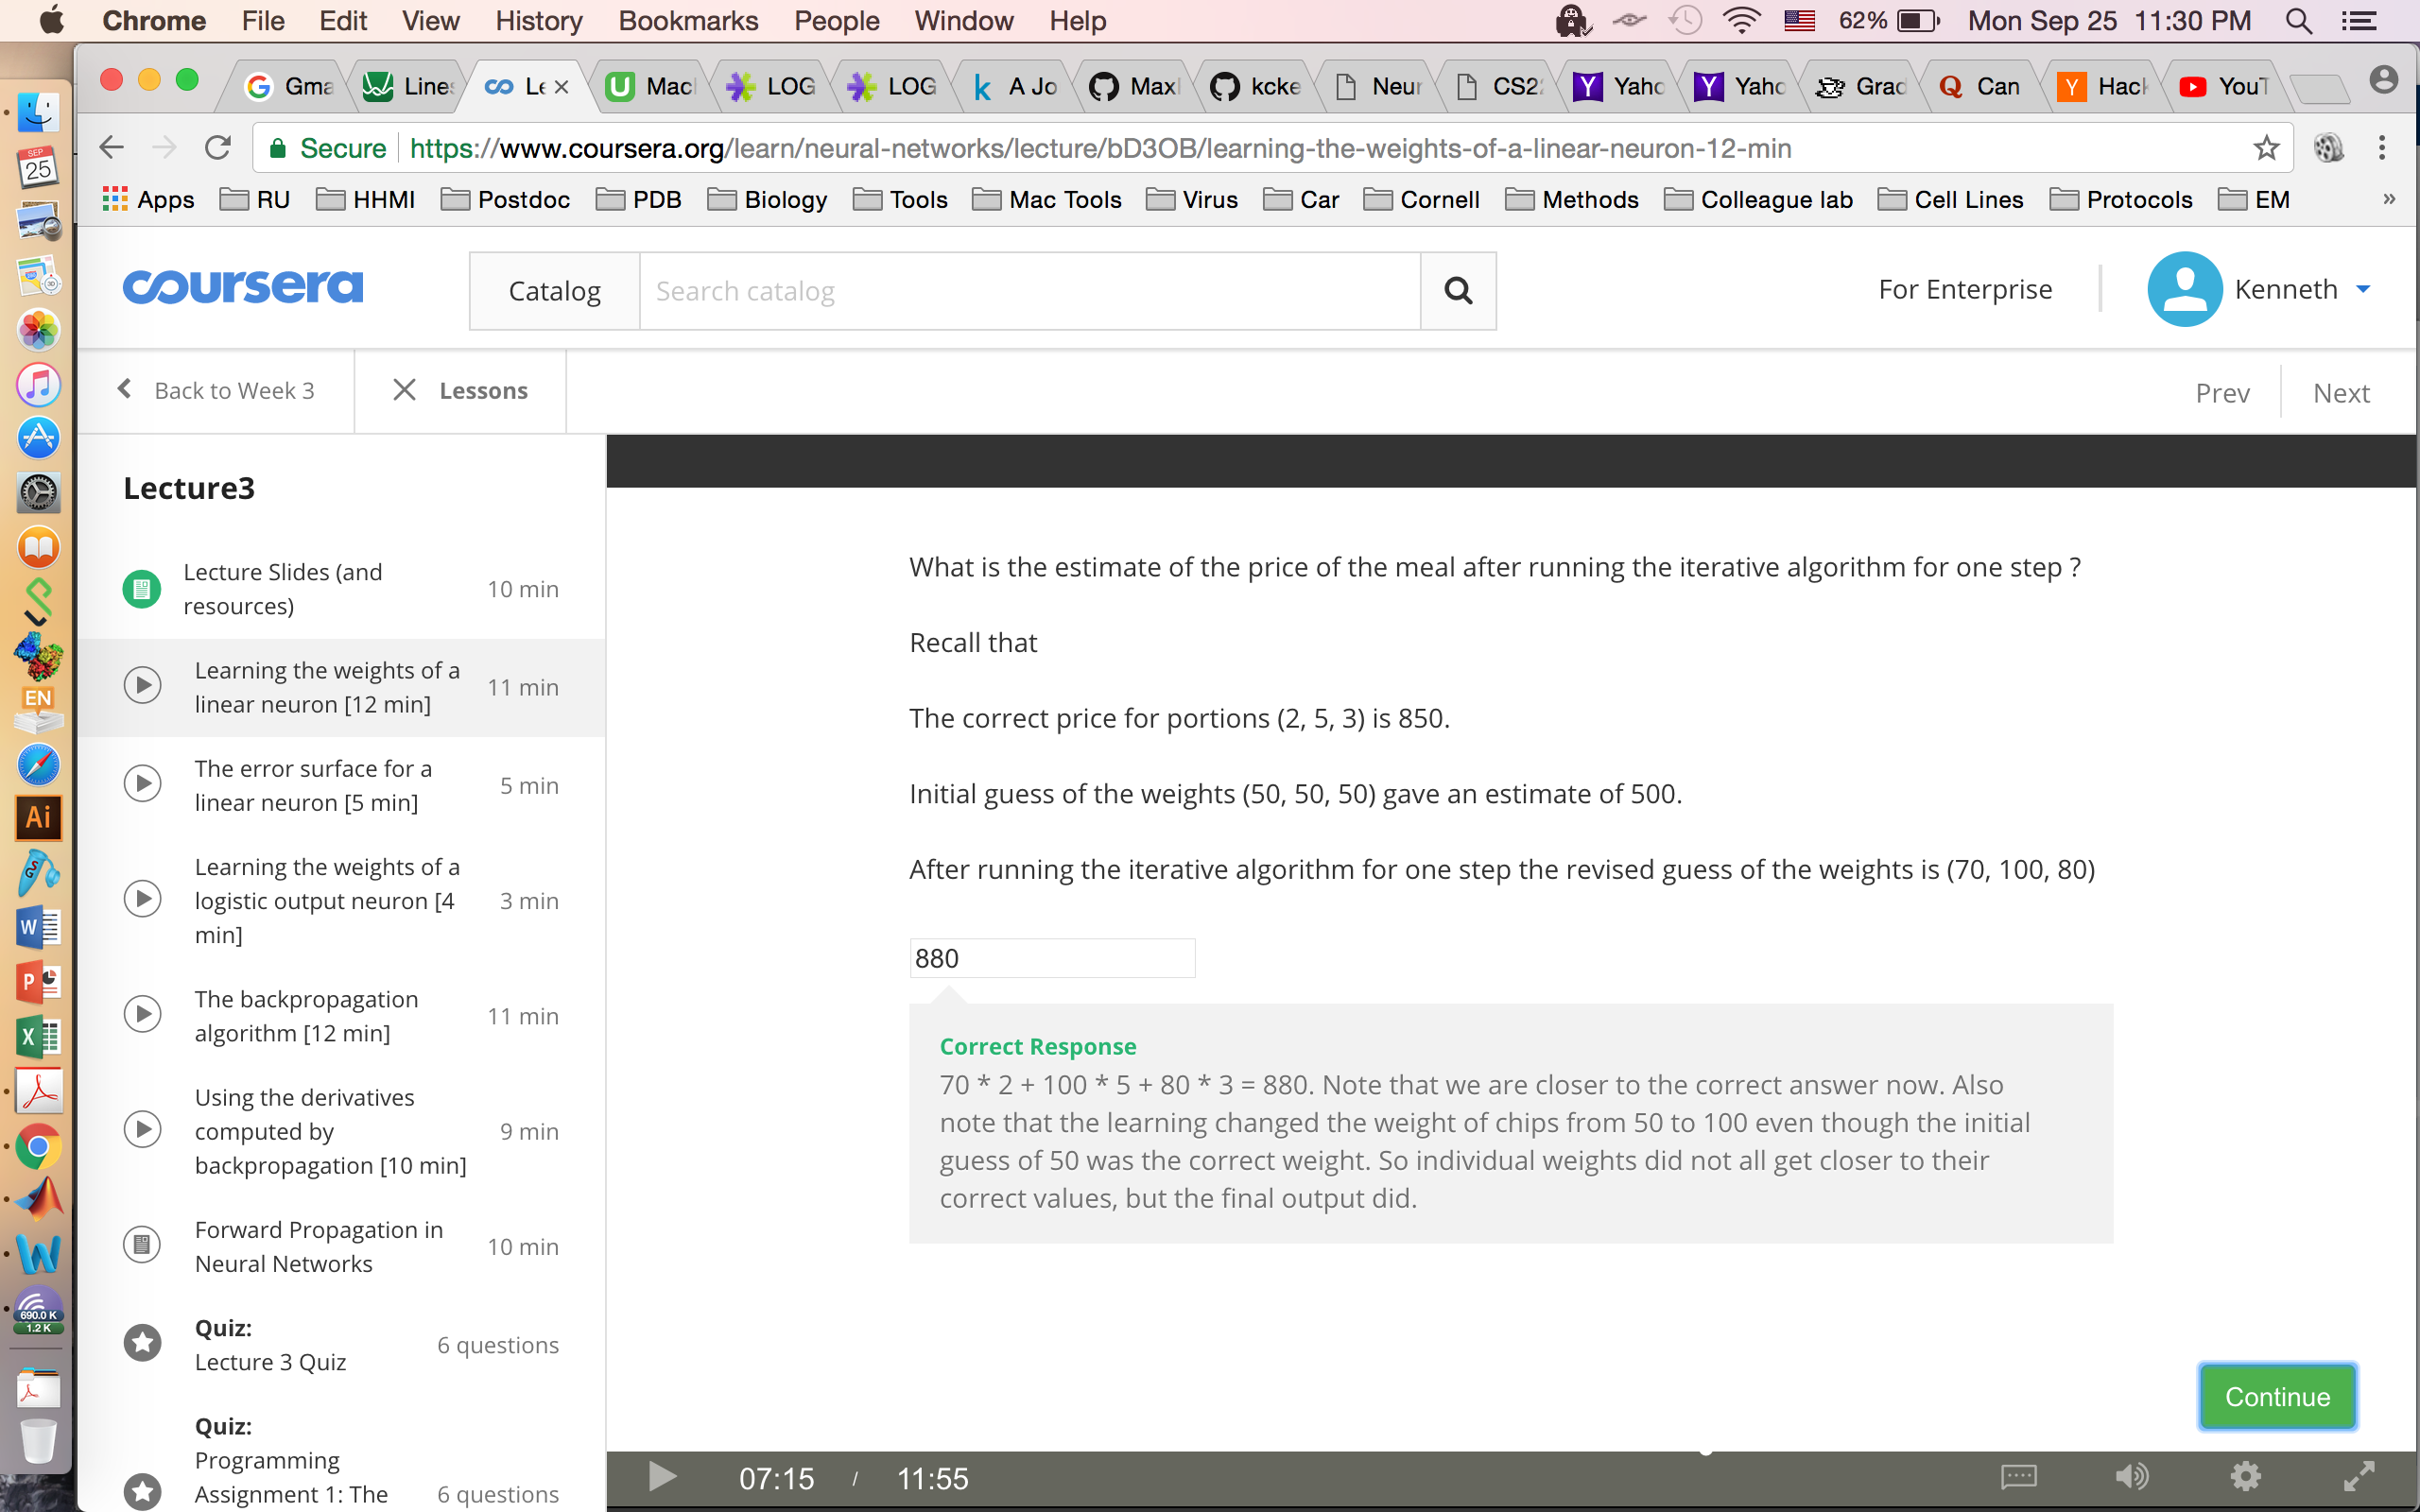 Chrome File Edit View History Bookmarks People Window Help 62% Mon Sep 25 11:30 PM
Gma Line Le Mac LOG LOG A Jo Max kcke Neur CS22 Yaho Yaho Grad Can Hack YouT
Secure https://www.coursera.org/learn/neural-networks/lecture/bD3OB/learning-the-weights-of-a-linear-neuron-12-min
Apps RU HHMI Postdoc PDB Biology Tools Mac Tools Virus Car Cornell Methods Colleague lab Cell Lines Protocols EM »
coursera Catalog Search catalog For Enterprise Kenneth
Back to Week 3 Lessons Prev Next
Lecture3
Lecture Slides (and
resources)
10 min
Learning the weights of a
linear neuron [12 min]
11 min
The error surface for a
linear neuron [5 min]
5 min
Learning the weights of a
logistic output neuron [4
min]
3 min
The backpropagation
algorithm [12 min]
11 min
Using the derivatives
computed by
backpropagation [10 min]
9 min
Forward Propagation in
Neural Networks
10 min
Quiz:
Lecture 3 Quiz
6 questions
Quiz:
Programming
Assignment 1: The
6 questions
What is the estimate of the price of the meal after running the iterative algorithm for one step ?
Recall that
The correct price for portions (2, 5, 3) is 850.
Initial guess of the weights (50, 50, 50) gave an estimate of 500.
After running the iterative algorithm for one step the revised guess of the weights is (70, 100, 80)
880
Correct Response
70 * 2 + 100 * 5 + 80 * 3 = 880. Note that we are closer to the correct answer now. Also
note that the learning changed the weight of chips from 50 to 100 even though the initial
guess of 50 was the correct weight. So individual weights did not all get closer to their
correct values, but the final output did.
Continue
07:15 / 11:55
SEP
25
EN
Ai
690.0 K
1.2 K